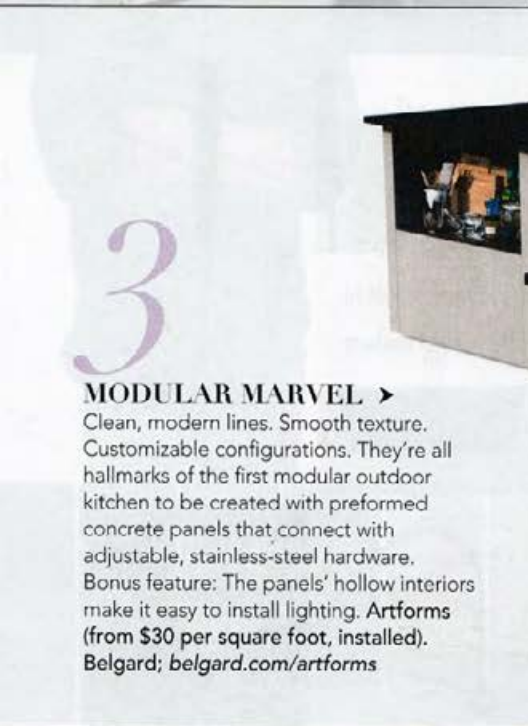 3
MODULAR MARVEL ➤
Clean, modern lines. Smooth texture.
Customizable configurations. They're all
hallmarks of the first modular outdoor
kitchen to be created with preformed
concrete panels that connect with
adjustable, stainless-steel hardware.
Bonus feature: The panels' hollow interiors
make it easy to install lighting. Artforms
(from $30 per square foot, installed).
Belgard; belgard.com/artforms